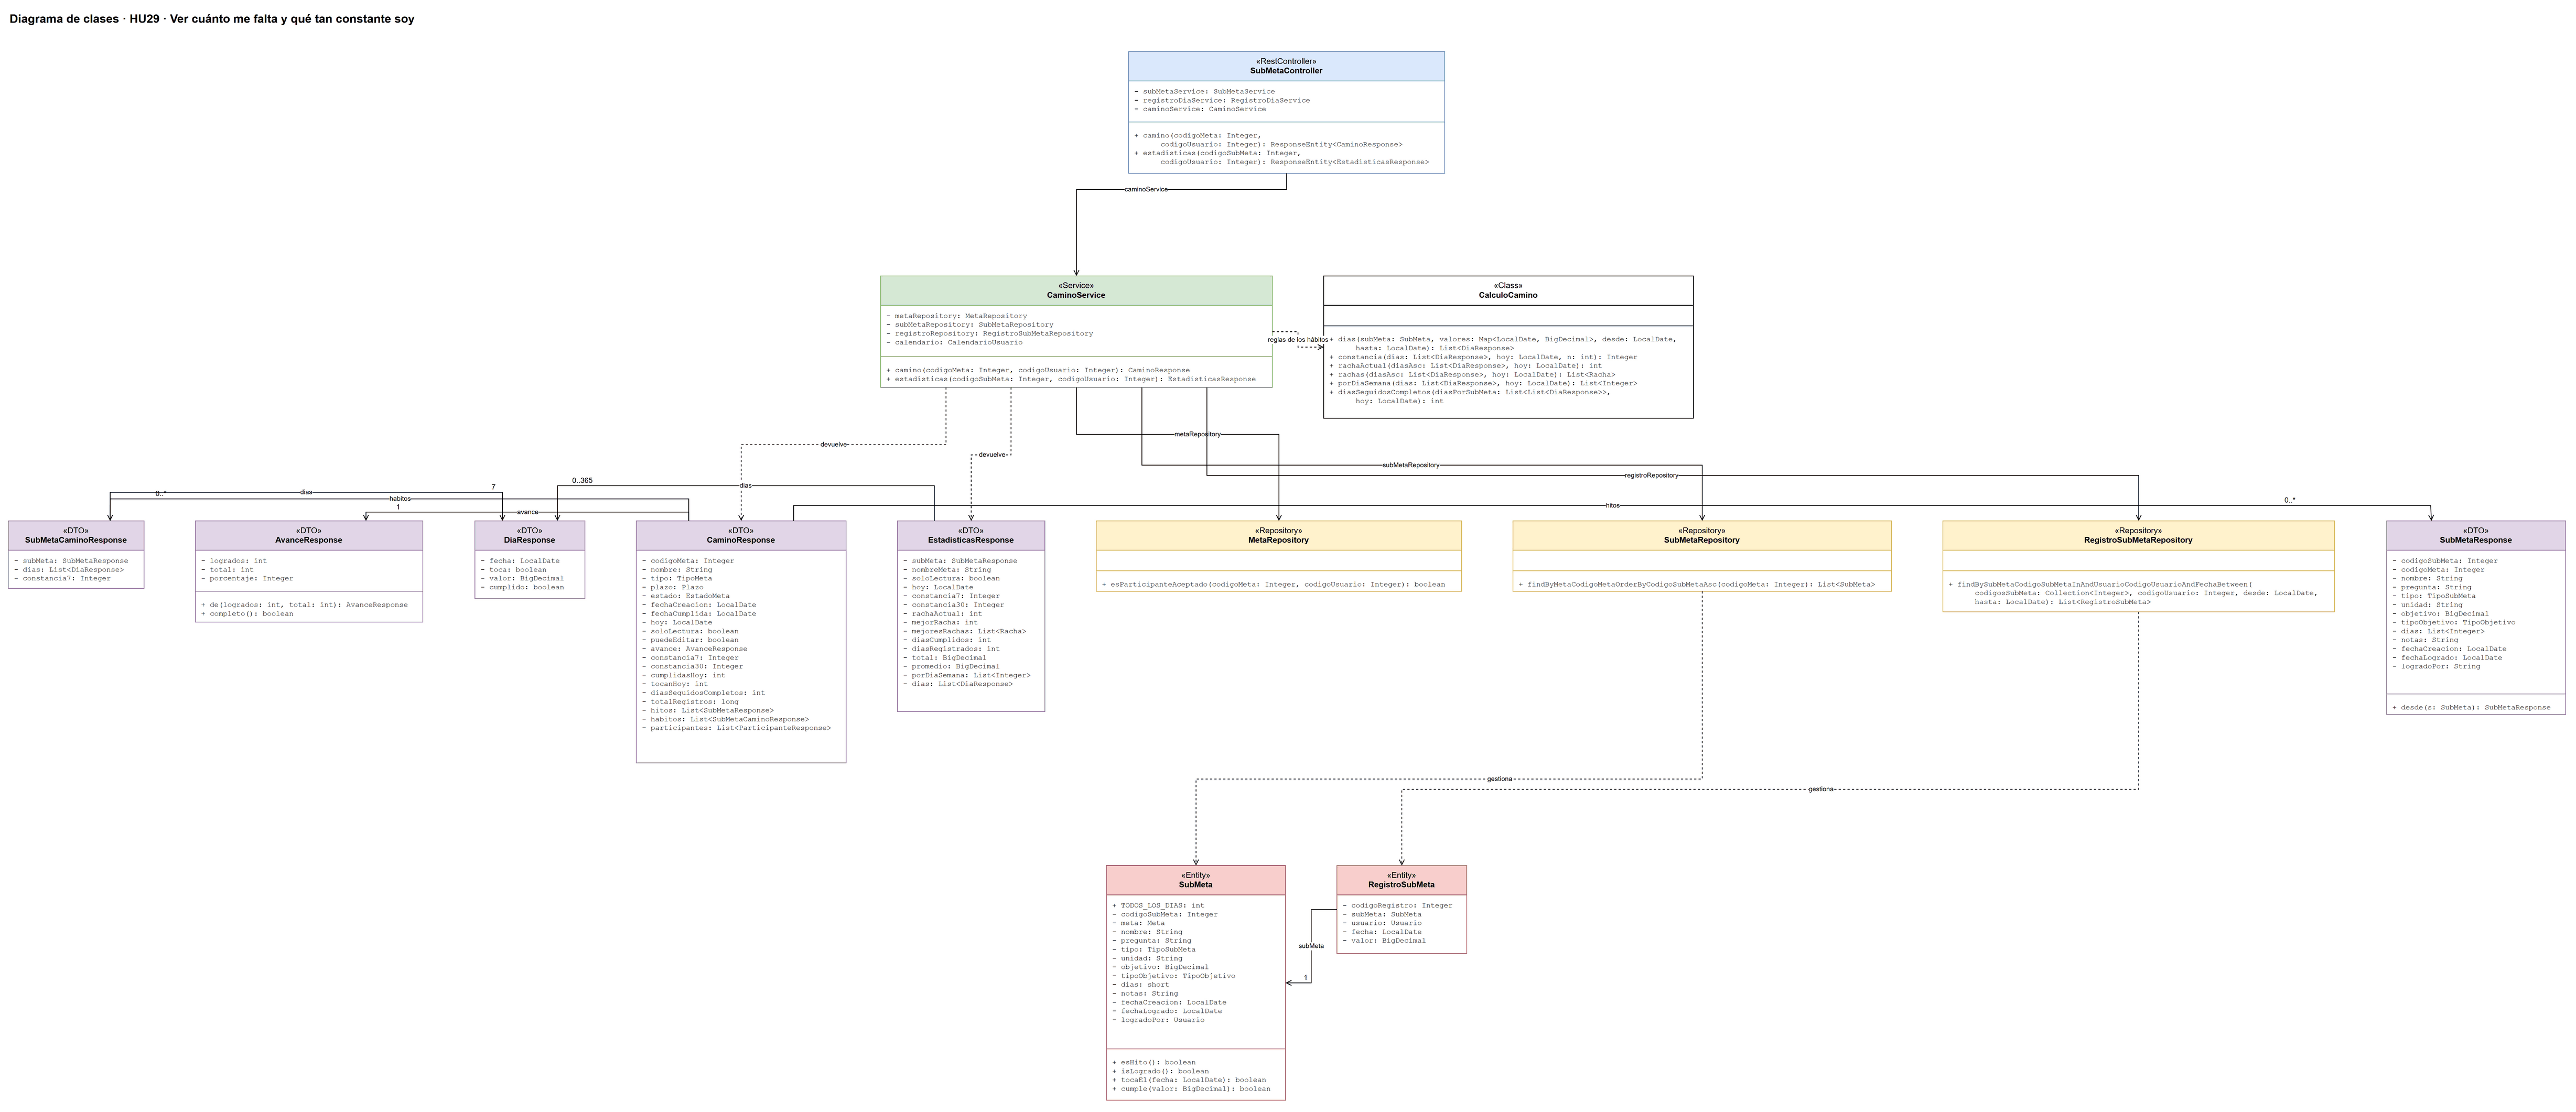 Diagrama de clases · HU29 · Ver cuánto me falta y qué tan constante soy
«RestController»
SubMetaController
- subMetaService: SubMetaService
- registroDiaService: RegistroDiaService
- caminoService: CaminoService
+ camino(codigoMeta: Integer,
codigoUsuario: Integer): ResponseEntity<CaminoResponse>
+ estadisticas(codigoSubMeta: Integer,
codigoUsuario: Integer): ResponseEntity<EstadisticasResponse>
caminoService
«Service»
CaminoService
- metaRepository: MetaRepository
- subMetaRepository: SubMetaRepository
- registroRepository: RegistroSubMetaRepository
- calendario: CalendarioUsuario
+ camino(codigoMeta: Integer, codigoUsuario: Integer): CaminoResponse
+ estadisticas(codigoSubMeta: Integer, codigoUsuario: Integer): EstadisticasResponse
reglas de los hábitos
«Class»
CalculoCamino
+ dias(subMeta: SubMeta, valores: Map<LocalDate, BigDecimal>, desde: LocalDate,
hasta: LocalDate): List<DiaResponse>
+ constancia(dias: List<DiaResponse>, hoy: LocalDate, n: int): Integer
+ rachaActual(diasAsc: List<DiaResponse>, hoy: LocalDate): int
+ rachas(diasAsc: List<DiaResponse>, hoy: LocalDate): List<Racha>
+ porDiaSemana(dias: List<DiaResponse>, hoy: LocalDate): List<Integer>
+ diasSeguidosCompletos(diasPorSubMeta: List<List<DiaResponse>>,
hoy: LocalDate): int
devuelve
devuelve
metaRepository
subMetaRepository
registroRepository
0..*
dias
7
habitos
1
avance
0..365
dias
hitos
0..*
«DTO»
SubMetaCaminoResponse
- subMeta: SubMetaResponse
- dias: List<DiaResponse>
- constancia7: Integer
«DTO»
AvanceResponse
- logrados: int
- total: int
- porcentaje: Integer
+ de(logrados: int, total: int): AvanceResponse
+ completo(): boolean
«DTO»
DiaResponse
- fecha: LocalDate
- toca: boolean
- valor: BigDecimal
- cumplido: boolean
«DTO»
CaminoResponse
- codigoMeta: Integer
- nombre: String
- tipo: TipoMeta
- plazo: Plazo
- estado: EstadoMeta
- fechaCreacion: LocalDate
- fechaCumplida: LocalDate
- hoy: LocalDate
- soloLectura: boolean
- puedeEditar: boolean
- avance: AvanceResponse
- constancia7: Integer
- constancia30: Integer
- cumplidasHoy: int
- tocanHoy: int
- diasSeguidosCompletos: int
- totalRegistros: long
- hitos: List<SubMetaResponse>
- habitos: List<SubMetaCaminoResponse>
- participantes: List<ParticipanteResponse>
«DTO»
EstadisticasResponse
- subMeta: SubMetaResponse
- nombreMeta: String
- soloLectura: boolean
- hoy: LocalDate
- constancia7: Integer
- constancia30: Integer
- rachaActual: int
- mejorRacha: int
- mejoresRachas: List<Racha>
- diasCumplidos: int
- diasRegistrados: int
- total: BigDecimal
- promedio: BigDecimal
- porDiaSemana: List<Integer>
- dias: List<DiaResponse>
«Repository»
MetaRepository
+ esParticipanteAceptado(codigoMeta: Integer, codigoUsuario: Integer): boolean
«Repository»
SubMetaRepository
+ findByMetaCodigoMetaOrderByCodigoSubMetaAsc(codigoMeta: Integer): List<SubMeta>
«Repository»
RegistroSubMetaRepository
+ findBySubMetaCodigoSubMetaInAndUsuarioCodigoUsuarioAndFechaBetween(
codigosSubMeta: Collection<Integer>, codigoUsuario: Integer, desde: LocalDate,
hasta: LocalDate): List<RegistroSubMeta>
«DTO»
SubMetaResponse
- codigoSubMeta: Integer
- codigoMeta: Integer
- nombre: String
- pregunta: String
- tipo: TipoSubMeta
- unidad: String
- objetivo: BigDecimal
- tipoObjetivo: TipoObjetivo
- dias: List<Integer>
- notas: String
- fechaCreacion: LocalDate
- fechaLogrado: LocalDate
- logradoPor: String
+ desde(s: SubMeta): SubMetaResponse
gestiona
gestiona
«Entity»
SubMeta
+ TODOS_LOS_DIAS: int
- codigoSubMeta: Integer
- meta: Meta
- nombre: String
- pregunta: String
- tipo: TipoSubMeta
- unidad: String
- objetivo: BigDecimal
- tipoObjetivo: TipoObjetivo
- dias: short
- notas: String
- fechaCreacion: LocalDate
- fechaLogrado: LocalDate
- logradoPor: Usuario
+ esHito(): boolean
+ isLogrado(): boolean
+ tocaEl(fecha: LocalDate): boolean
+ cumple(valor: BigDecimal): boolean
subMeta
1
«Entity»
RegistroSubMeta
- codigoRegistro: Integer
- subMeta: SubMeta
- usuario: Usuario
- fecha: LocalDate
- valor: BigDecimal